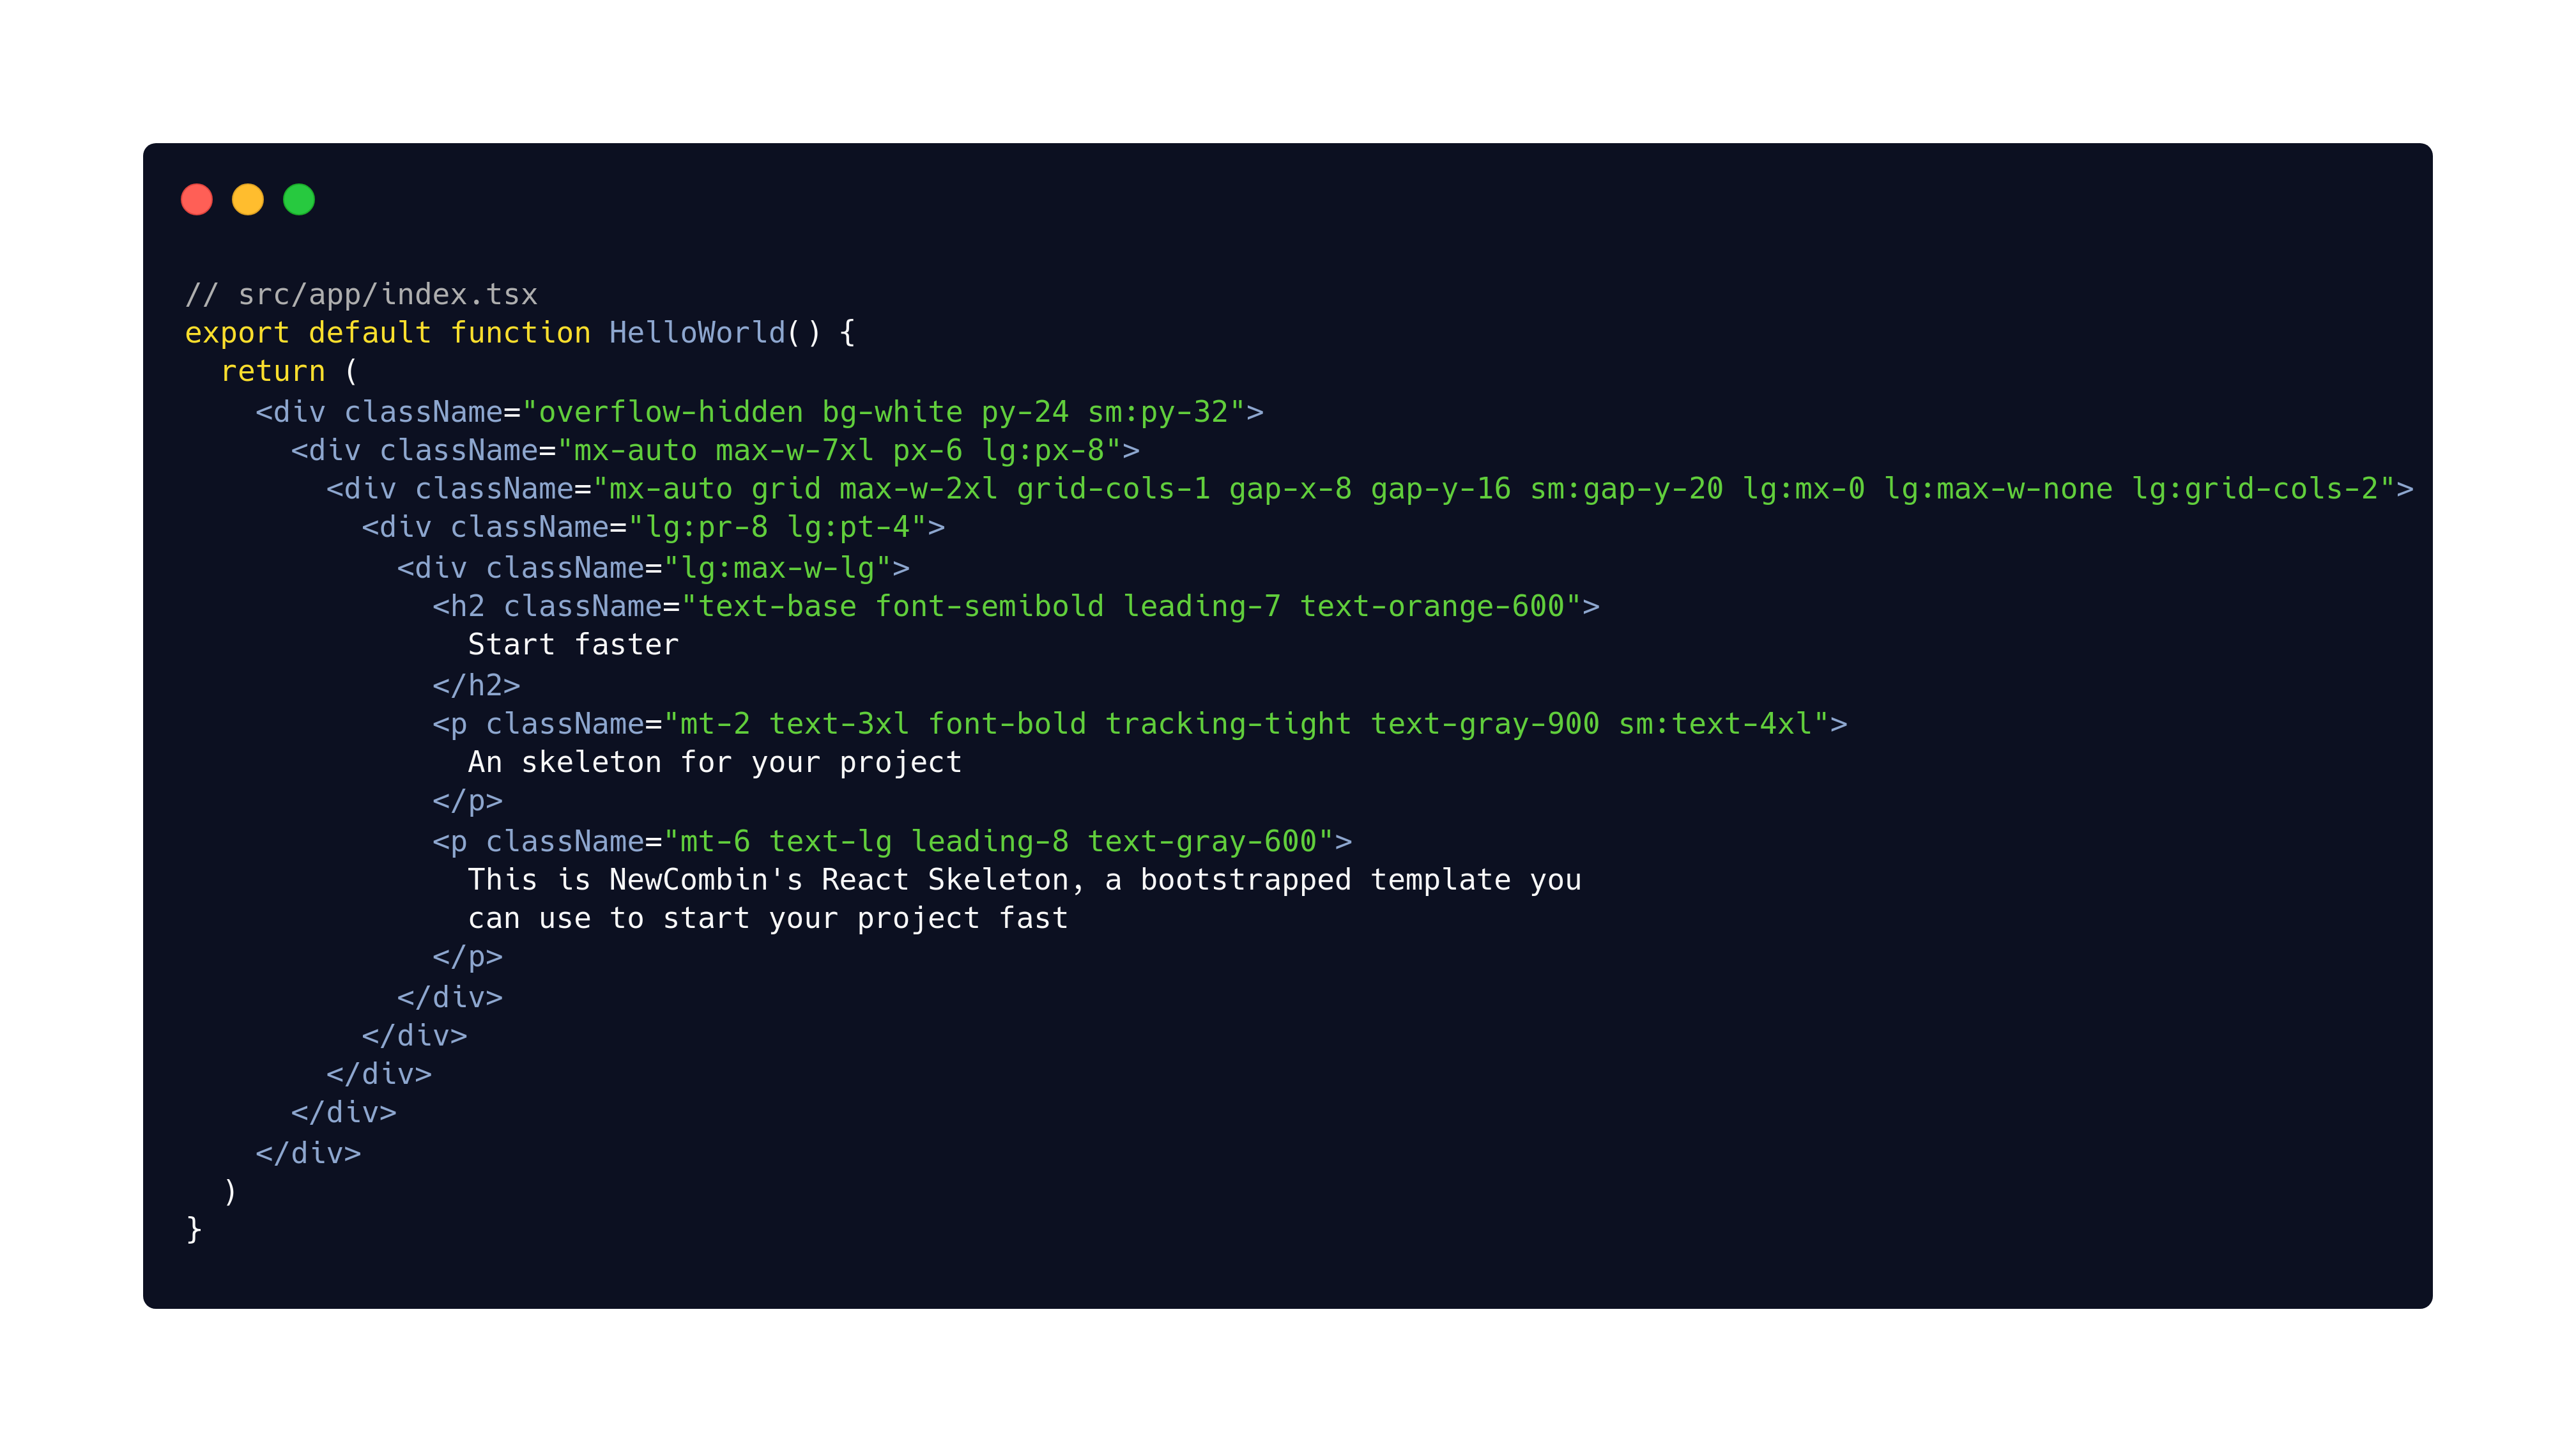 // src/app/index.tsx
export default function HelloWorld() {
  return (
    <div className="overflow-hidden bg-white py-24 sm:py-32">
      <div className="mx-auto max-w-7xl px-6 lg:px-8">
        <div className="mx-auto grid max-w-2xl grid-cols-1 gap-x-8 gap-y-16 sm:gap-y-20 lg:mx-0 lg:max-w-none lg:grid-cols-2">
          <div className="lg:pr-8 lg:pt-4">
            <div className="lg:max-w-lg">
              <h2 className="text-base font-semibold leading-7 text-orange-600">
                Start faster
              </h2>
              <p className="mt-2 text-3xl font-bold tracking-tight text-gray-900 sm:text-4xl">
                An skeleton for your project
              </p>
              <p className="mt-6 text-lg leading-8 text-gray-600">
                This is NewCombin's React Skeleton, a bootstrapped template you
                can use to start your project fast
              </p>
            </div>
          </div>
        </div>
      </div>
    </div>
  )
}